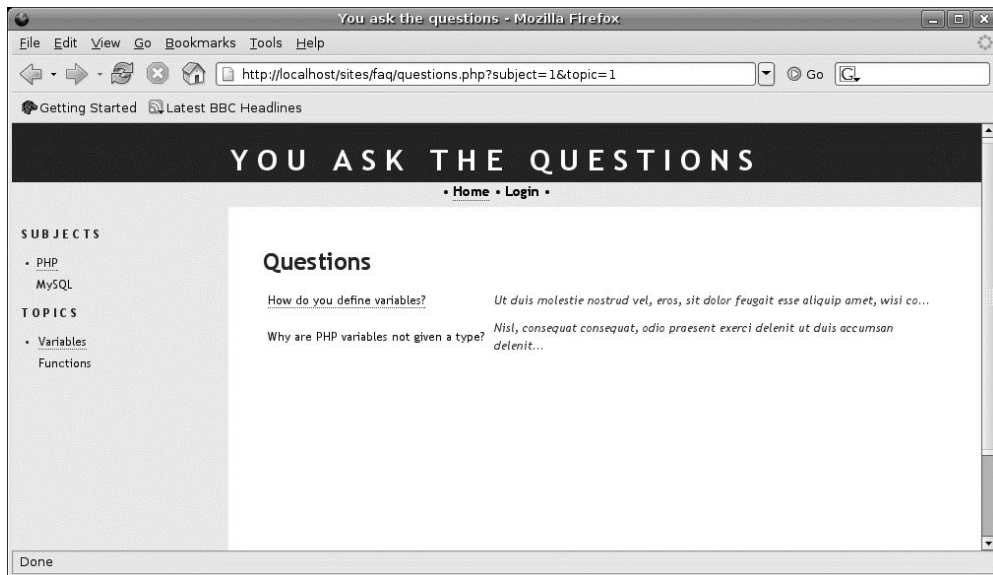 You ask the questions - Mozilla Firefox
File Edit View Go Bookmarks Tools Help
http://localhost/sites/faq/questions.php?subject=1&topic=1
Go
G
Getting Started Latest BBC Headlines
YOU ASK THE QUESTIONS
• Home • Login •
SUBJECTS
• PHP
MySQL
TOPICS
• Variables
Functions
Questions
How do you define variables? Ut duis molestie nostrud vel, eros, sit dolor feugait esse aliquip amet, wisi co...
Why are PHP variables not given a type? Nisl, consequat consequat, odio praesent exerci delenit ut duis accumsan
delenit...
Done